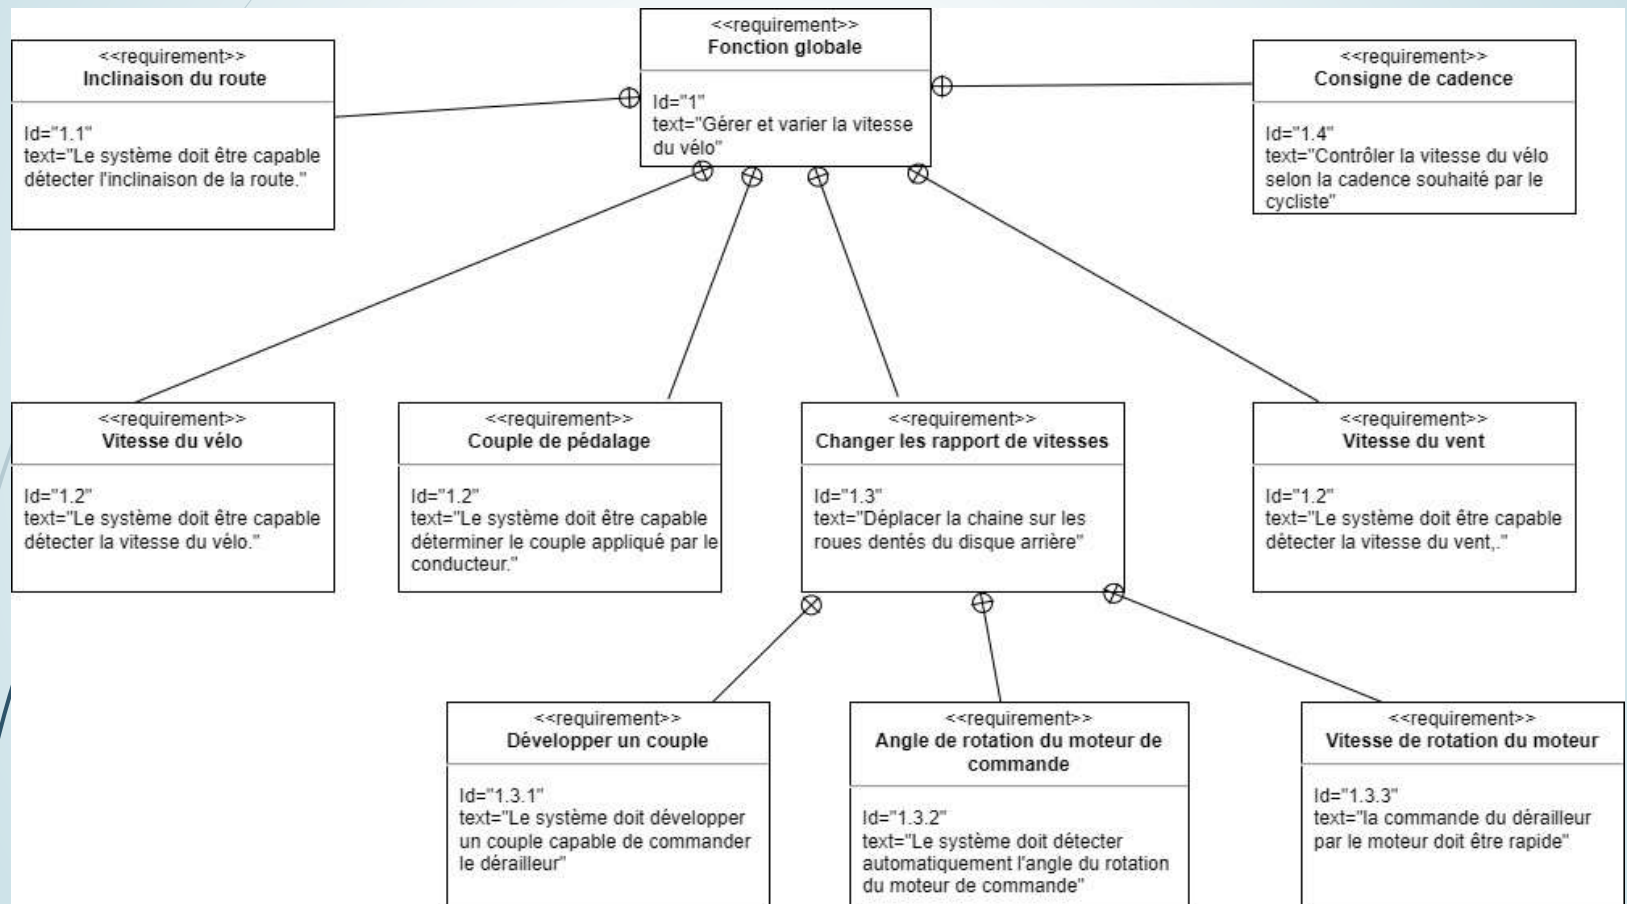 <<requirement>>
Fonction globale
Id="1"
text="Gérer et varier la vitesse
du vélo"
<<requirement>>
Inclinaison du route
Id="1.1"
text="Le système doit être capable
détecter l'inclinaison de la route."
<<requirement>>
Consigne de cadence
Id="1.4"
text="Contrôler la vitesse du vélo
selon la cadence souhaité par le
cycliste"
<<requirement>>
Vitesse du vélo
Id="1.2"
text="Le système doit être capable
détecter la vitesse du vélo."
<<requirement>>
Couple de pédalage
Id="1.2"
text="Le système doit être capable
déterminer le couple appliqué par le
conducteur."
<<requirement>>
Changer les rapport de vitesses
Id="1.3"
text="Déplacer la chaine sur les
roues dentés du disque arrière"
<<requirement>>
Vitesse du vent
Id="1.2"
text="Le système doit être capable
détecter la vitesse du vent,."
<<requirement>>
Développer un couple
Id="1.3.1"
text="Le système doit développer
un couple capable de commander
le dérailleur"
<<requirement>>
Angle de rotation du moteur de
commande
Id="1.3.2"
text="Le système doit détecter
automatiquement l'angle du rotation
du moteur de commande"
<<requirement>>
Vitesse de rotation du moteur
Id="1.3.3"
text="la commande du dérailleur
par le moteur doit être rapide"